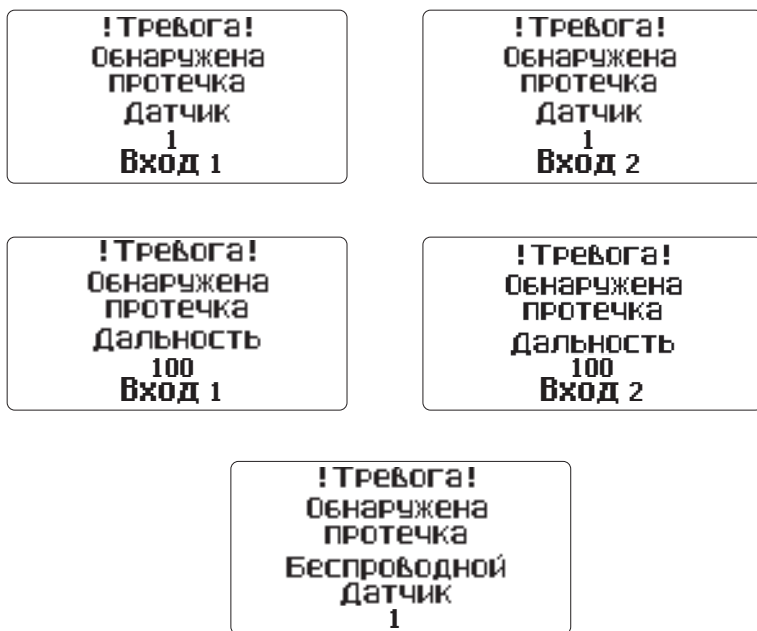 !Тревога!
Обнаружена
протечка
Датчик
1
Вход 1
!Тревога!
Обнаружена
протечка
Датчик
1
Вход 2
!Тревога!
Обнаружена
протечка
Дальность
100
Вход 1
!Тревога!
Обнаружена
протечка
Дальность
100
Вход 2
!Тревога!
Обнаружена
протечка
Беспроводной
Датчик
1